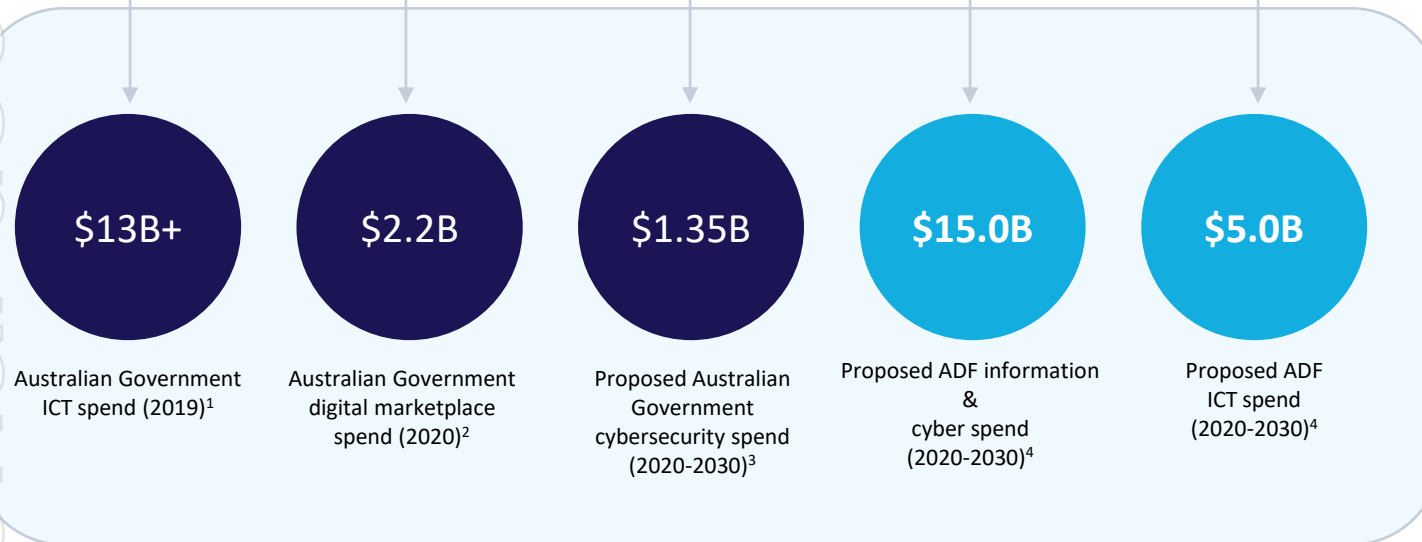 $13B+
Australian Government
ICT spend (2019)1
$2.2B
Australian Government
digital marketplace
spend (2020)2
$1.35B
Proposed Australian
Government
cybersecurity spend
(2020-2030)3
$15.0B
Proposed ADF information
&
cyber spend
(2020-2030)4
$5.0B
Proposed ADF
ICT spend
(2020-2030)4